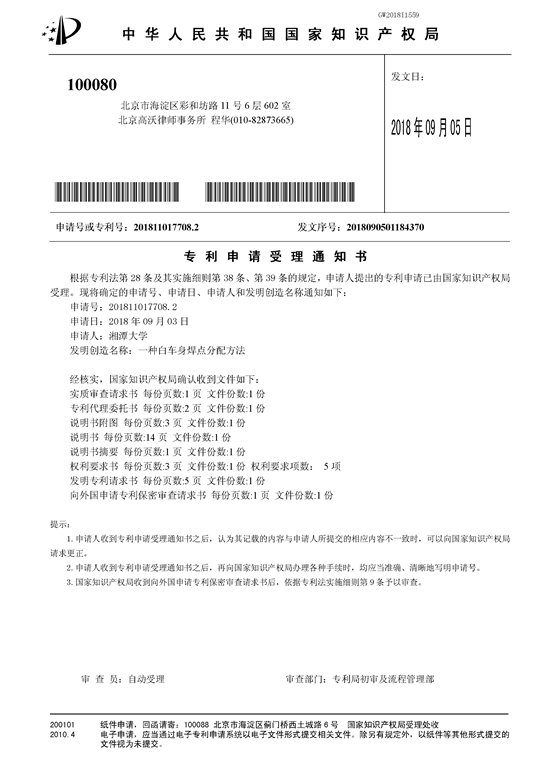 GW2018I1559
中华人民共和国国家知识产权局
100080
发文日：
北京市海淀区彩和坊路 11 号 6 层 602 室
北京高沃律师事务所 程华(010-82873665)
2018 年 09 月 05 日
申请号或专利号：201811017708.2 发文序号：2018090501184370
专 利 申 请 受 理 通 知 书
根据专利法第 28 条及其实施细则第 38 条、第 39 条的规定，申请人提出的专利申请已由国家知识产权局
受理。现将确定的申请号、申请日、申请人和发明创造名称通知如下：
申请号：201811017708.2
申请日：2018 年 09 月 03 日
申请人：湘潭大学
发明创造名称：一种白车身焊点分配方法
经核实，国家知识产权局确认收到文件如下：
实质审查请求书 每份页数:1 页 文件份数:1 份
专利代理委托书 每份页数:2 页 文件份数:1 份
说明书附图 每份页数:3 页 文件份数:1 份
说明书 每份页数:14 页 文件份数:1 份
说明书摘要 每份页数:1 页 文件份数:1 份
权利要求书 每份页数:3 页 文件份数:1 份 权利要求项数： 5 项
发明专利请求书 每份页数:5 页 文件份数:1 份
向外国申请专利保密审查请求书 每份页数:1 页 文件份数:1 份
提示：
1.申请人收到专利申请受理通知书之后，认为其记载的内容与申请人所提交的相应内容不一致时，可以向国家知识产权局
请求更正。
2.申请人收到专利申请受理通知书之后，再向国家知识产权局办理各种手续时，均应当准确、清晰地写明申请号。
3.国家知识产权局收到向外国申请专利保密审查请求书后，依据专利法实施细则第 9 条予以审查。
审 查 员：自动受理 审查部门：专利局初审及流程管理部
200101 纸件申请，回函请寄：100088 北京市海淀区蓟门桥西土城路 6 号 国家知识产权局受理处收
2010.4 电子申请，应当通过电子专利申请系统以电子文件形式提交相关文件。除另有规定外，以纸件等其他形式提交的
文件视为未提交。